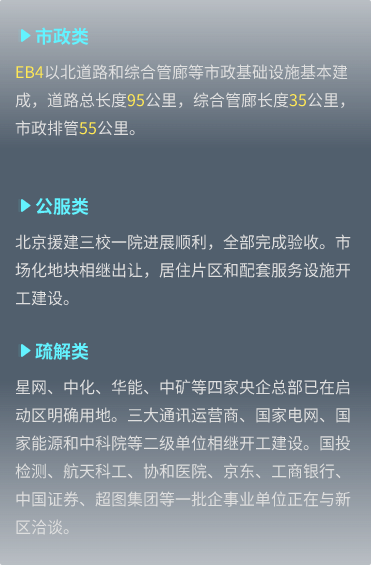 市政类
EB4以北道路和综合管廊等市政基础设施基本建
成，道路总长度95公里，综合管廊长度35公里，
市政排管55公里。
公服类
北京援建三校一院进展顺利，全部完成验收。市
场化地块相继出让，居住片区和配套服务设施开
工建设。
疏解类
星网、中化、华能、中矿等四家央企总部已在启
动区明确用地。三大通讯运营商、国家电网、国
家能源和中科院等二级单位相继开工建设。国投
检测、航天科工、协和医院、京东、工商银行、
中国证券、超图集团等一批企事业单位正在与新
区洽谈。